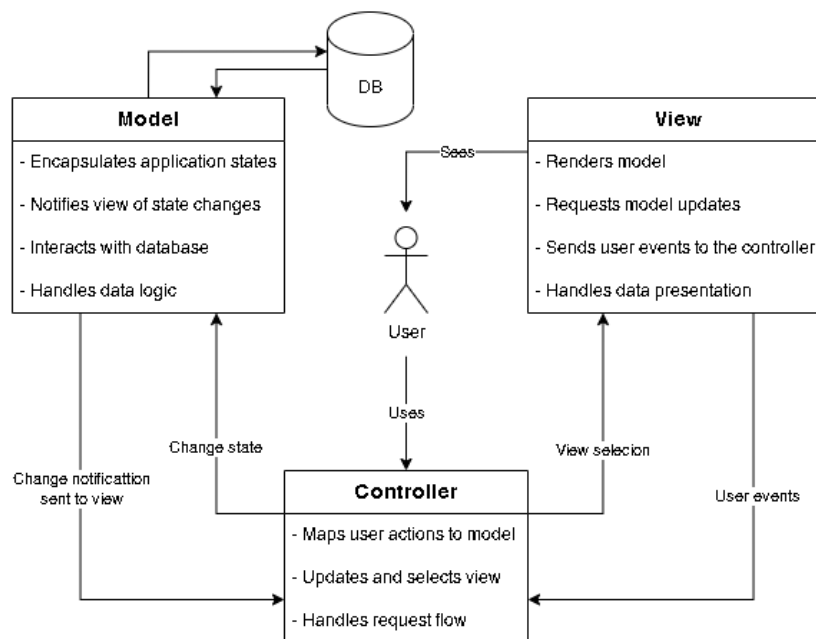 DB
Model
- Encapsulates application states
- Notifies view of state changes
- Interacts with database
- Handles data logic
View
- Renders model
- Requests model updates
- Sends user events to the controller
- Handles data presentation
Sees
User
Uses
Change state
View selecion
Change notificattion
sent to view
User events
Controller
- Maps user actions to model
- Updates and selects view
- Handles request flow